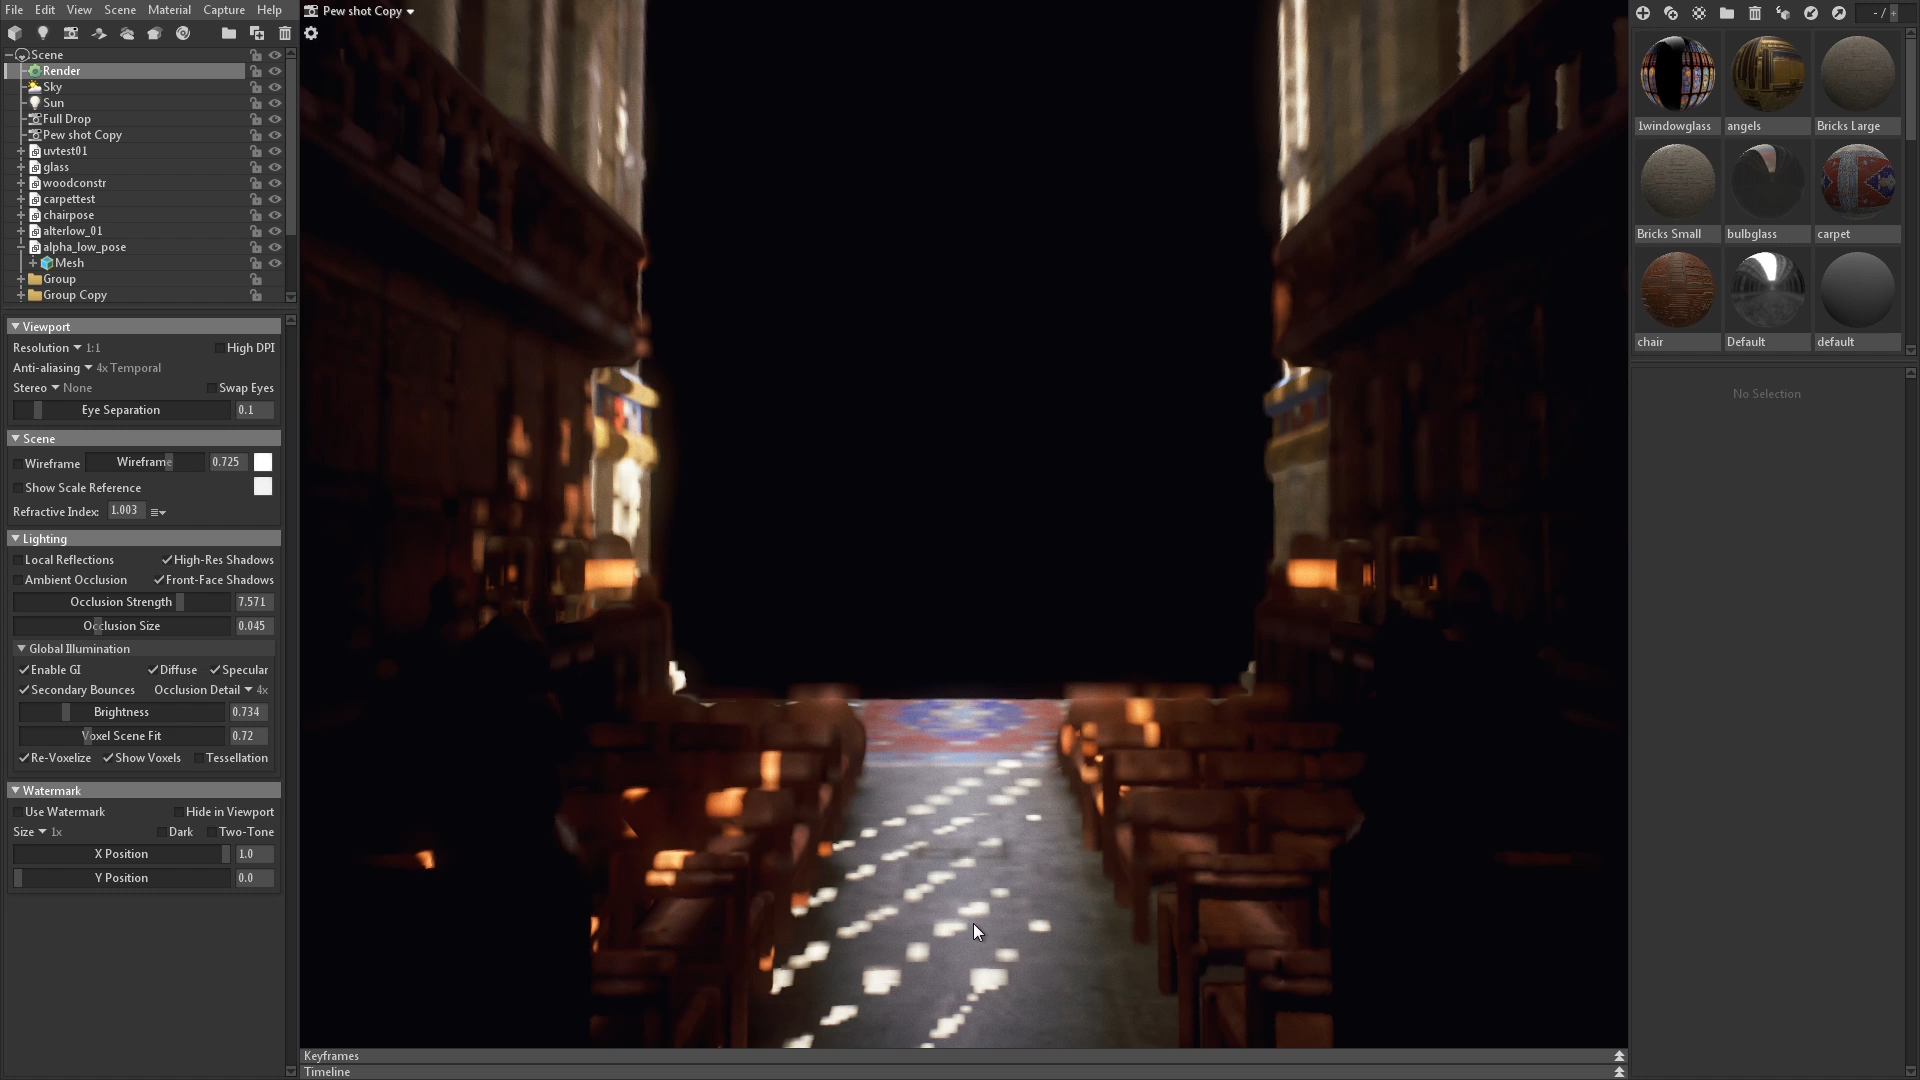 File Edit View Scene Material Capture Help
Pew shot Copy
- /
Scene
Render
Sky
Sun
Full Drop
Pew shot Copy
uvtest01
glass
woodconstr
carpettest
chairpose
alterlow_01
alpha_low_pose
Mesh
Group
Group Copy
Viewport
Resolution 1:1 High DPI
Anti-aliasing 4x Temporal
Stereo None Swap Eyes
Eye Separation 0.1
Scene
Wireframe Wireframe 0.725
Show Scale Reference
Refractive Index: 1.003
Lighting
Local Reflections High-Res Shadows
Ambient Occlusion Front-Face Shadows
Occlusion Strength 7.571
Occlusion Size 0.045
Global Illumination
Enable GI Diffuse Specular
Secondary Bounces Occlusion Detail 4x
Brightness 0.734
Voxel Scene Fit 0.72
Re-Voxelize Show Voxels Tessellation
Watermark
Use Watermark Hide in Viewport
Size 1x Dark Two-Tone
X Position 1.0
Y Position 0.0
Keyframes
Timeline
1windowglass angels Bricks Large
Bricks Small bulbglass carpet
chair Default default
No Selection